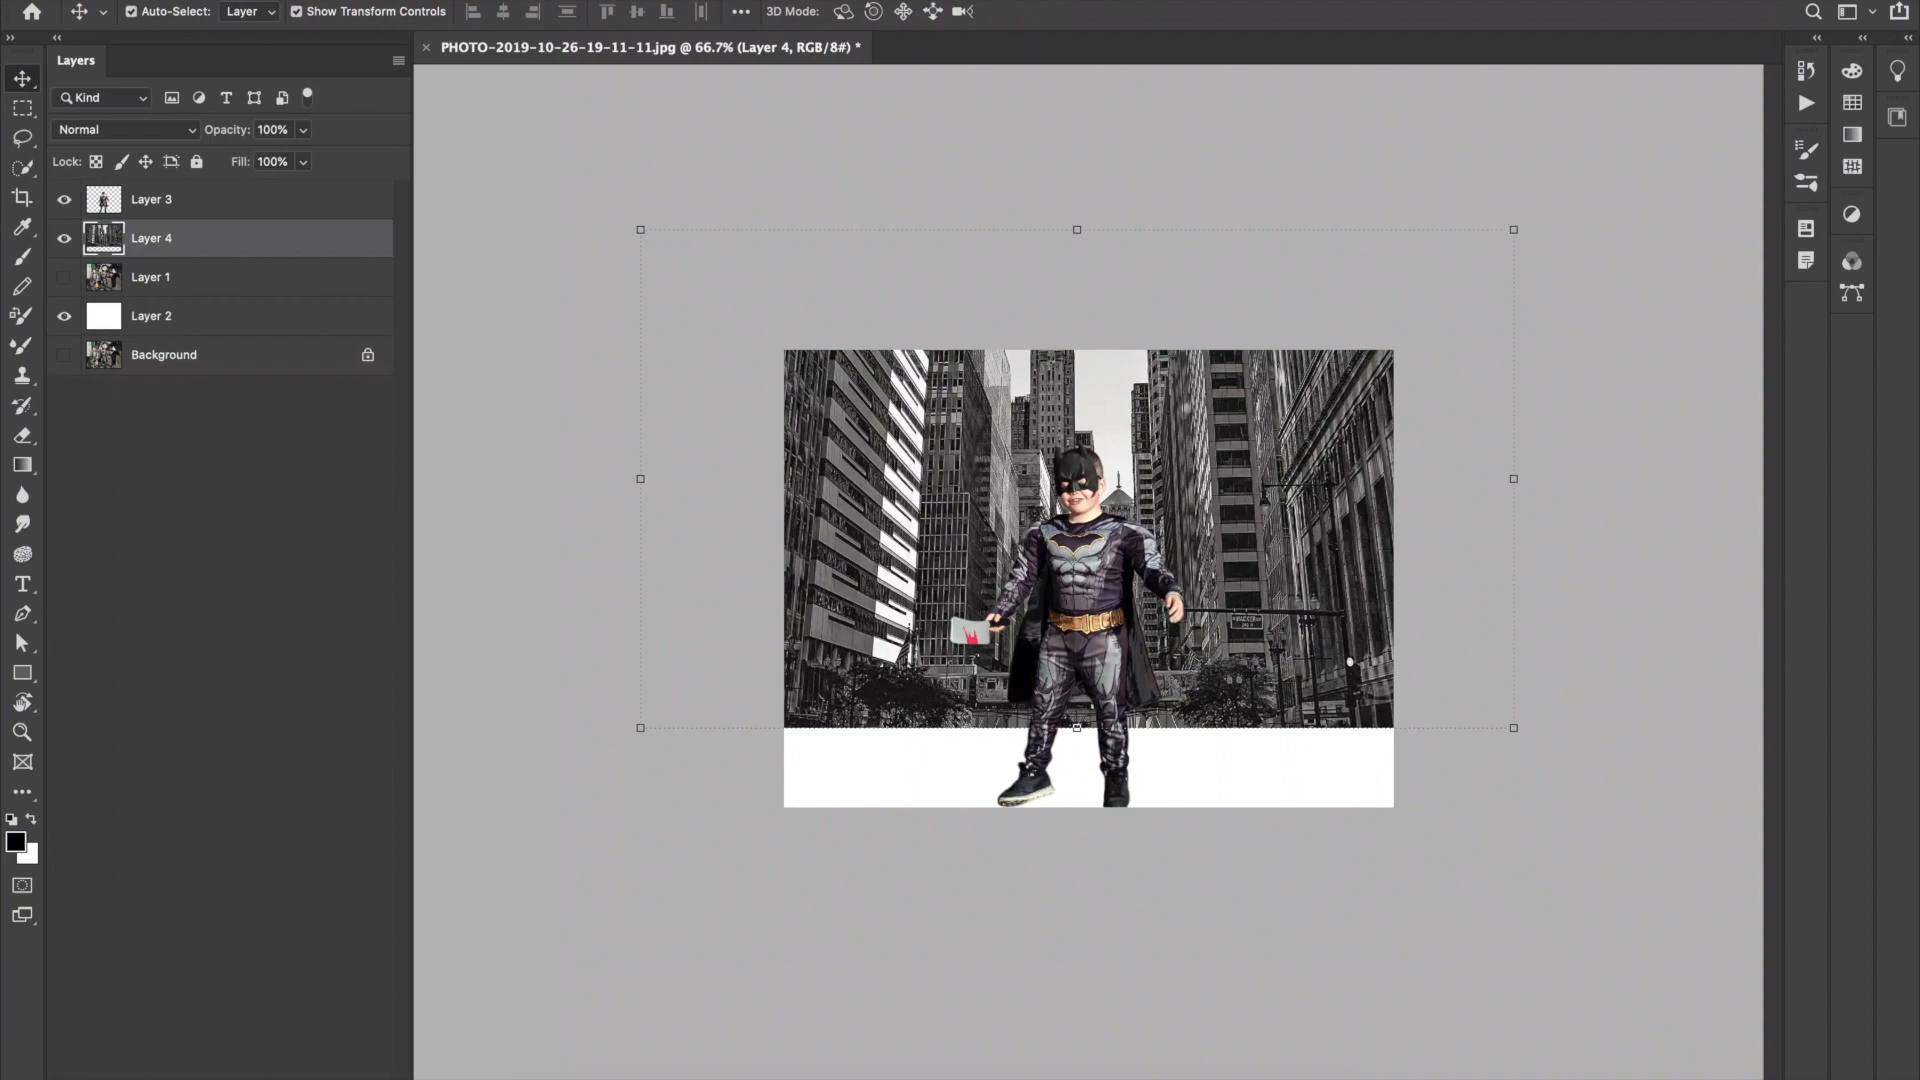 Auto-Select: Layer Show Transform Controls 3D Mode:
PHOTO-2019-10-26-19-11-11.jpg @ 66.7% (Layer 4, RGB/8#) *
Layers
Kind
Normal Opacity: 100%
Lock: Fill: 100%
Layer 3
Layer 4
Layer 1
Layer 2
Background
WACKER